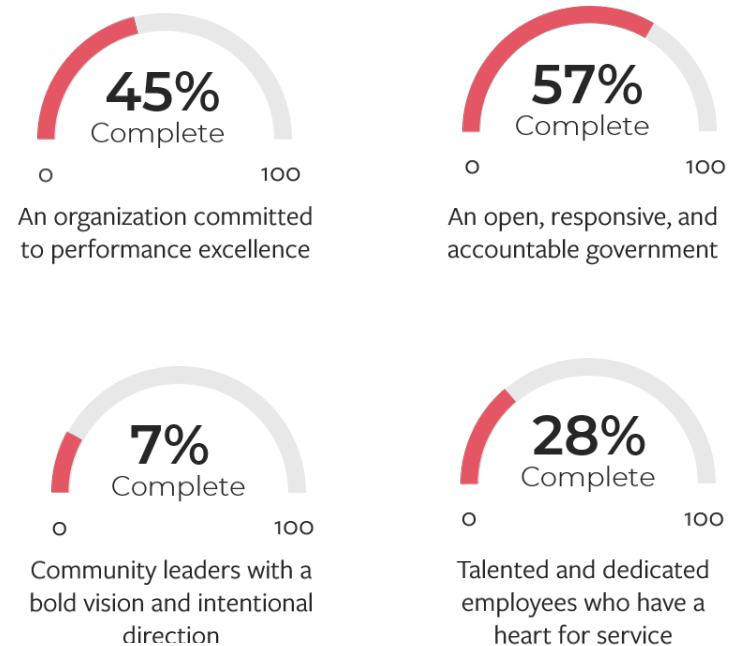 45%
Complete
0 100
An organization committed
to performance excellence
57%
Complete
0 100
An open, responsive, and
accountable government
7%
Complete
0 100
Community leaders with a
bold vision and intentional
direction
28%
Complete
0 100
Talented and dedicated
employees who have a
heart for service